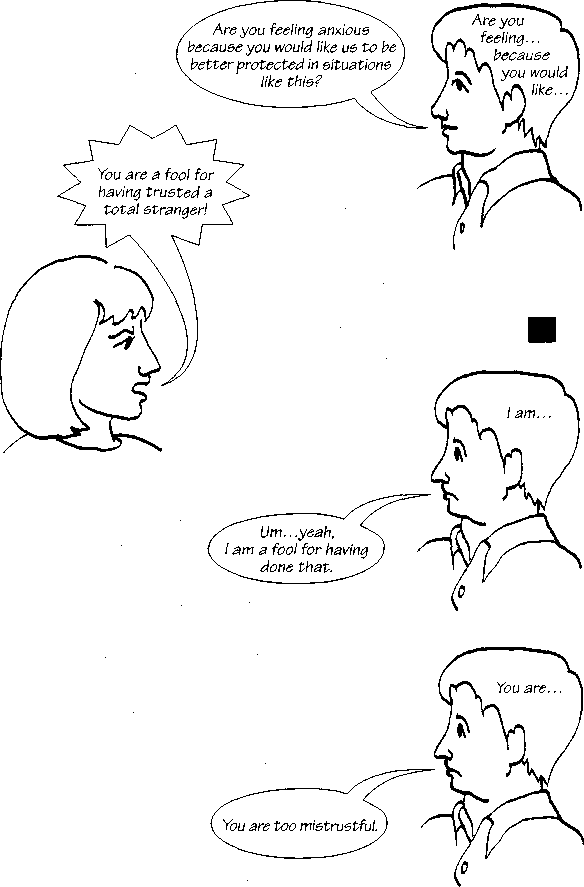 Are you feeling anxious
because you would like us to be
better protected in situations
like this?
Are you
feeling...
because
you would
like...
You are a fool for
having trusted a
total stranger!
I am...
Um...yeah,
I am a fool for having
done that.
You are...
You are too mistrustful.